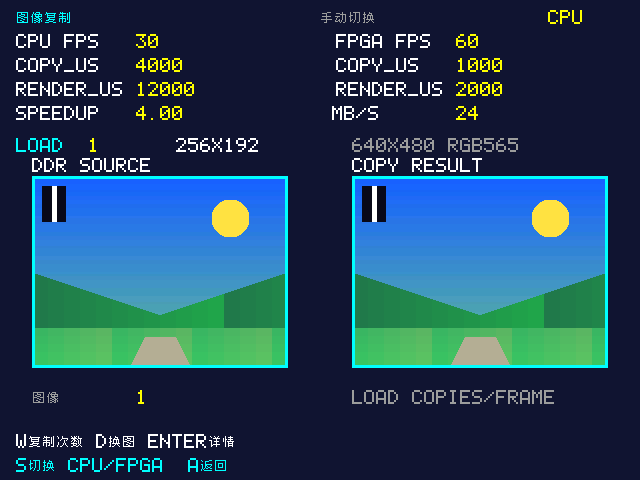 图像复制 手动切换 CPU
CPU FPS 30 FPGA FPS 60
COPY_US 4000 COPY_US 1000
RENDER_US 12000 RENDER_US 2000
SPEEDUP 4.00 MB/S 24
LOAD 1 256X192 640X480 RGB565
DDR SOURCE COPY RESULT
图像 1 LOAD COPIES/FRAME
W复制次数 D换图 ENTER详情
S切换 CPU/FPGA A返回